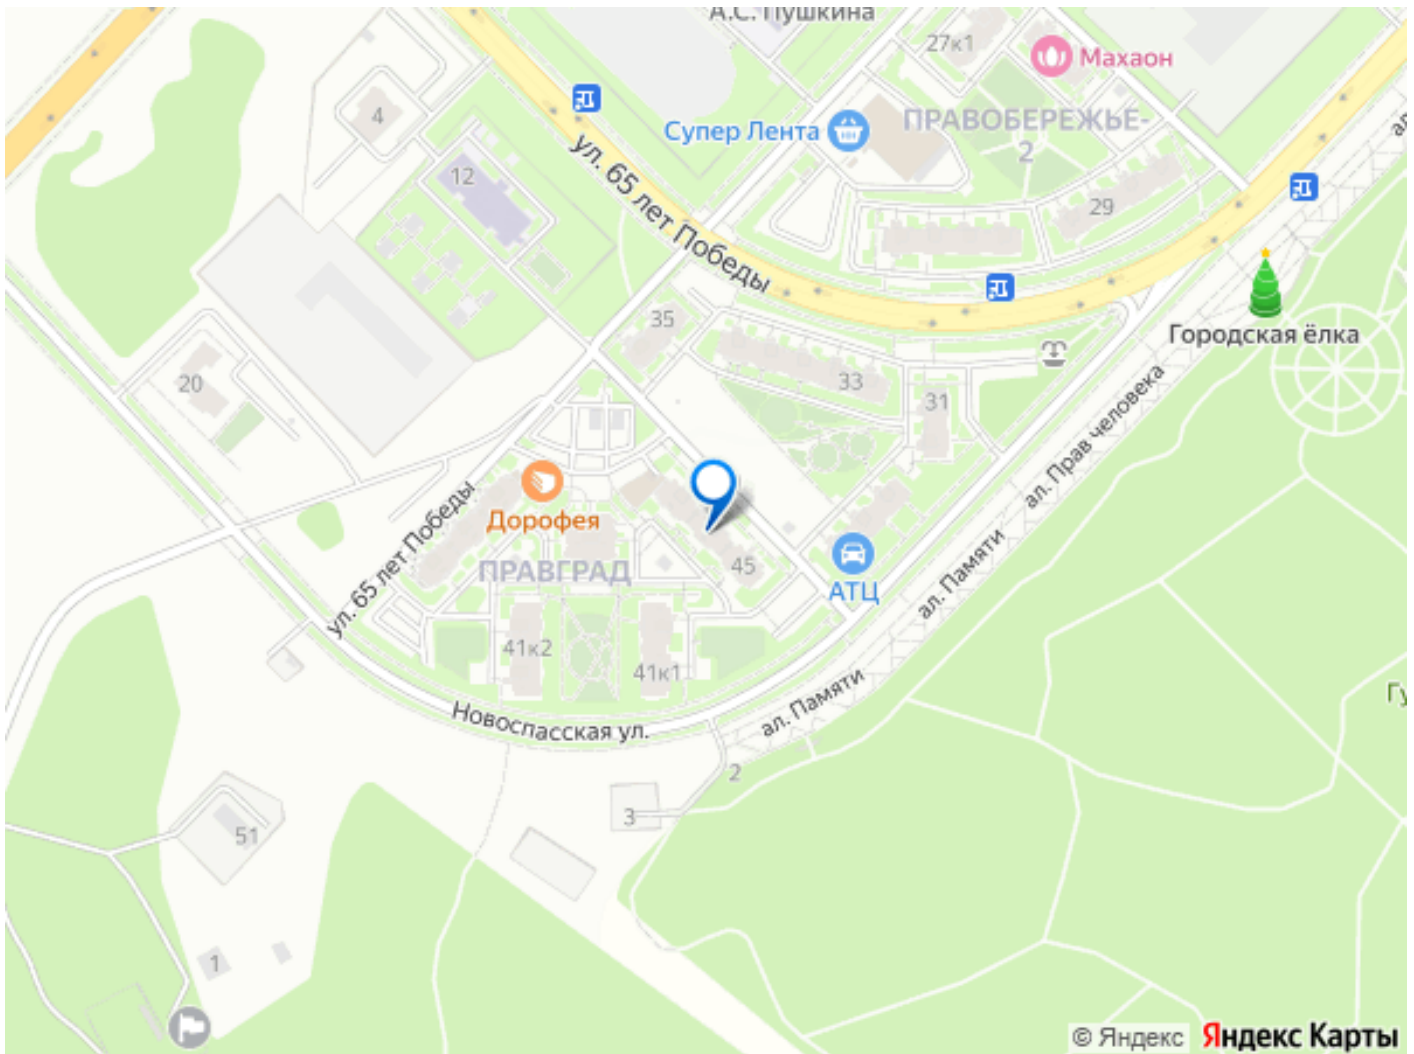 А.С. Пушкина
27к1
Махаон
4
Супер Лента
ПРАВОБЕРЕЖЬЕ-
2
12
ул. 65 лет Победы
29
35
Городская ёлка
20
33
31
ал. Прав человека
Дорофея
ул. 65 лет Победы
ПРАВГРАД
45
АТЦ
ал. Памяти
41к2
41к1
ал. Памяти
Новоспасская ул.
2
3
51
1
© Яндекс Яндекс Карты